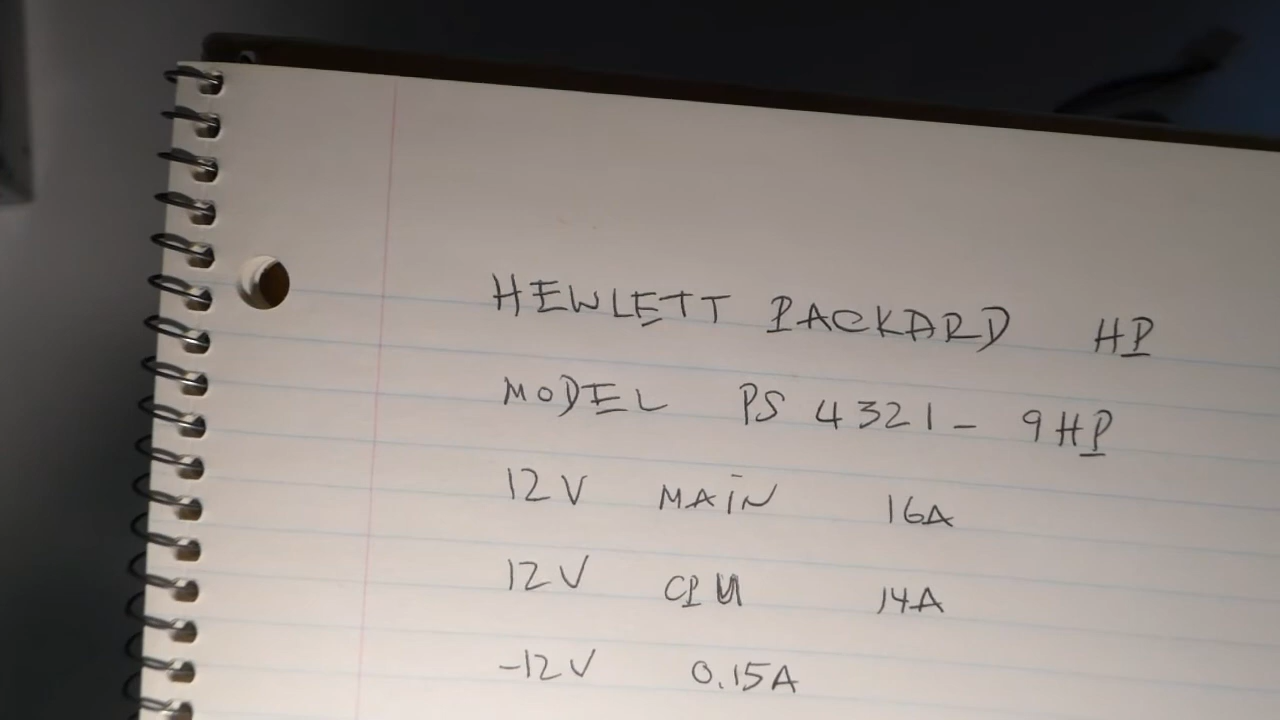 HEWLETT PACKARD HP
MODEL PS 4321- 9HP
12V MAIN 16A
12V CPU 14A
-12V 0.15A